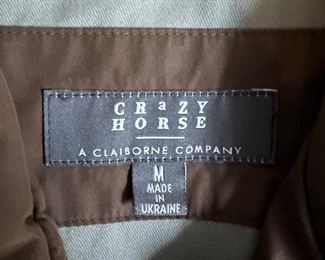 CRaZY
HORSE
A CLAIBORNE COMPANY
M
MADE
IN
UKRAINE